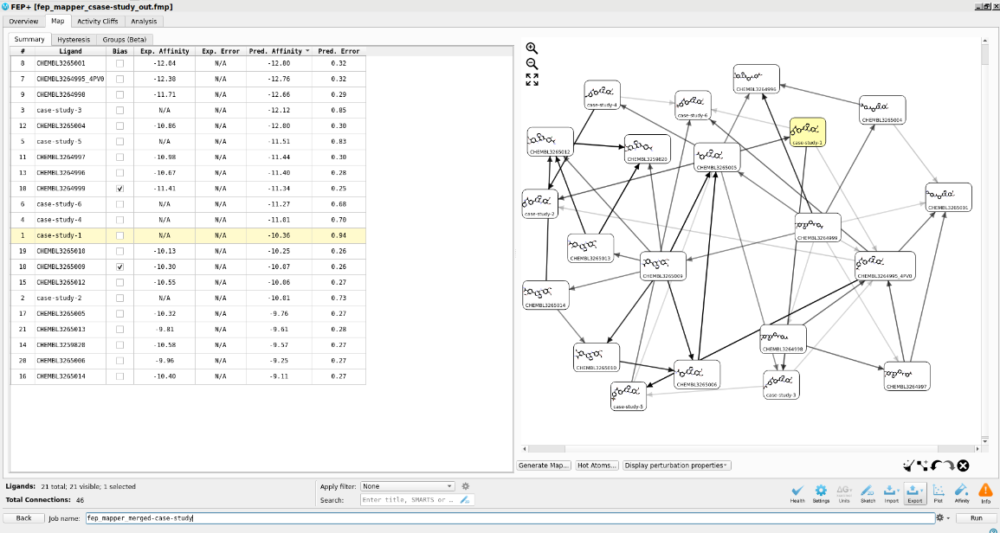 FEP+ [fep_mapper_csase-study_out.fmp]
Overview Map Activity Cliffs Analysis
Summary Hysteresis Groups (Beta)
# Ligand Bias Exp. Affinity Exp. Error Pred. Affinity Pred. Error
8 CHEMBL3265001 -12.04 N/A -12.80 0.32
7 CHEMBL3264995_4PV0 -12.38 N/A -12.76 0.32
9 CHEMBL3264998 -11.71 N/A -12.66 0.29
3 case-study-3 N/A N/A -12.12 0.85
12 CHEMBL3265004 -10.86 N/A -12.00 0.30
5 case-study-5 N/A N/A -11.51 0.83
11 CHEMBL3264997 -10.98 N/A -11.44 0.30
13 CHEMBL3264996 -10.67 N/A -11.40 0.28
10 CHEMBL3264999 -11.41 N/A -11.34 0.25
6 case-study-6 N/A N/A -11.27 0.68
4 case-study-4 N/A N/A -11.01 0.70
1 case-study-1 N/A N/A -10.36 0.94
19 CHEMBL3265010 -10.13 N/A -10.25 0.26
18 CHEMBL3265009 -10.30 N/A -10.07 0.26
15 CHEMBL3265012 -10.55 N/A -10.06 0.27
2 case-study-2 N/A N/A -10.01 0.73
17 CHEMBL3265005 -10.32 N/A -9.76 0.27
21 CHEMBL3265013 -9.81 N/A -9.61 0.28
14 CHEMBL3259820 -10.58 N/A -9.57 0.27
20 CHEMBL3265006 -9.96 N/A -9.25 0.27
16 CHEMBL3265014 -10.40 N/A -9.11 0.27
CHEMBL3264996
case-study-4
case-study-6
CHEMBL3265004
case-study-1
CHEMBL3265012
CHEMBL3259820
CHEMBL3265005
CHEMBL3265001
case-study-2
CHEMBL3264999
CHEMBL3265013
CHEMBL3265009
CHEMBL3264995_4PV0
CHEMBL3265014
CHEMBL3264998
CHEMBL3265010
CHEMBL3265006
CHEMBL3264997
case-study-3
case-study-5
Generate Map... Hot Atoms... Display perturbation properties
Ligands: 21 total; 21 visible; 1 selected
Total Connections: 46
Apply filter: None
Search: Enter title, SMARTS or ...
Health Settings ΔG Units Sketch Import Export Plot Affinity Info
Back Job name: fep_mapper_merged-case-study Run